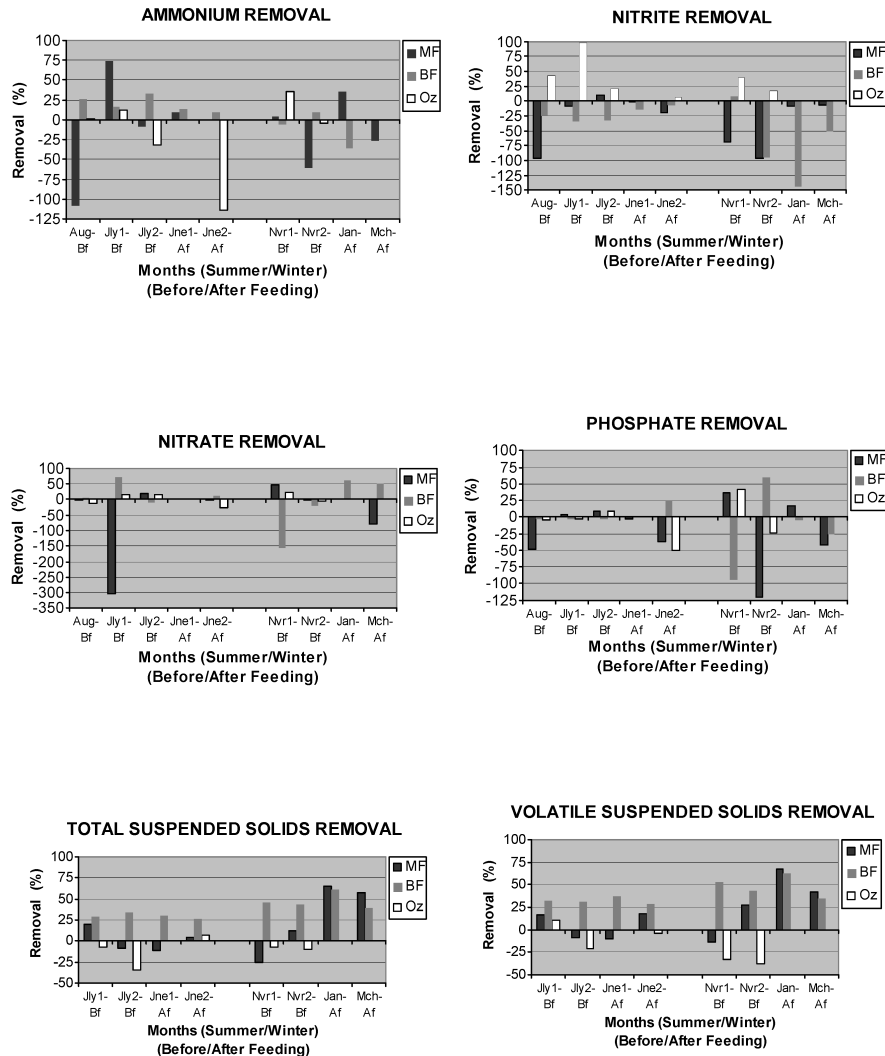 AMMONIUM REMOVAL
100
75
50
25
0
-25
-50
-75
-100
-125
Removal (%)
MF
BF
Oz
Aug-Bf Jly1-Bf Jly2-Bf Jne1-Af Jne2-Af Nvr1-Bf Nvr2-Bf Jan-Af Mch-Af
Months (Summer/Winter)
(Before/After Feeding)
NITRITE REMOVAL
100
75
50
25
0
-25
-50
-75
-100
-125
-150
Removal (%)
MF
BF
Oz
Aug-Bf Jly1-Bf Jly2-Bf Jne1-Af Jne2-Af Nvr1-Bf Nvr2-Bf Jan-Af Mch-Af
Months (Summer/Winter)
(Before/After Feeding)
NITRATE REMOVAL
100
50
0
-50
-100
-150
-200
-250
-300
-350
Removal (%)
MF
BF
Oz
Aug-Bf Jly1-Bf Jly2-Bf Jne1-Af Jne2-Af Nvr1-Bf Nvr2-Bf Jan-Af Mch-Af
Months (Summer/Winter)
(Before/After Feeding)
PHOSPHATE REMOVAL
100
75
50
25
0
-25
-50
-75
-100
-125
Removal (%)
MF
BF
Oz
Aug-Bf Jly1-Bf Jly2-Bf Jne1-Af Jne2-Af Nvr1-Bf Nvr2-Bf Jan-Af Mch-Af
Months (Summer/Winter)
(Before/After Feeding)
TOTAL SUSPENDED SOLIDS REMOVAL
100
75
50
25
0
-25
-50
Removal (%)
MF
BF
Oz
Jly1-Bf Jly2-Bf Jne1-Af Jne2-Af Nvr1-Bf Nvr2-Bf Jan-Af Mch-Af
Months (Summer/Winter)
(Before/After Feeding)
VOLATILE SUSPENDED SOLIDS REMOVAL
100
75
50
25
0
-25
-50
Removal (%)
MF
BF
Oz
Jly1-Bf Jly2-Bf Jne1-Af Jne2-Af Nvr1-Bf Nvr2-Bf Jan-Af Mch-Af
Months (Summer/Winter)
(Before/After Feeding)